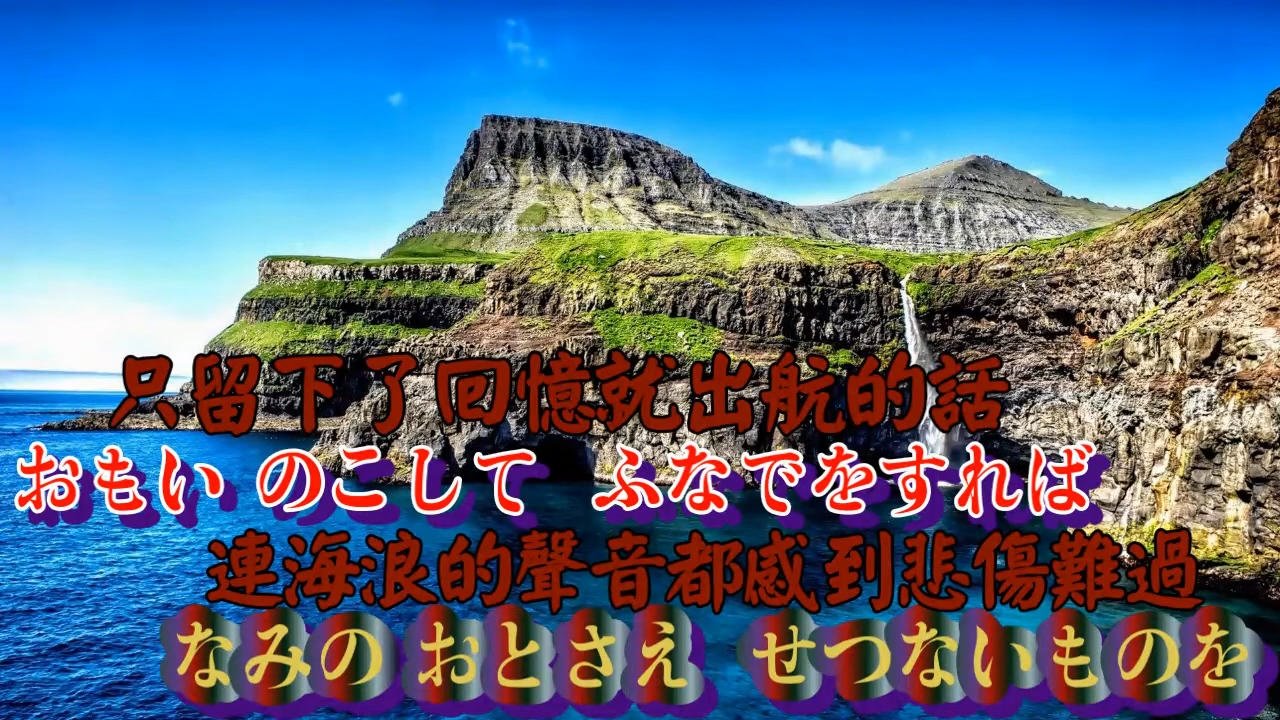 只留下了回憶就出航的話
おもい のこして ふなでをすれば
連海浪的聲音都感到悲傷難過
なみの おとさえ せつないものを